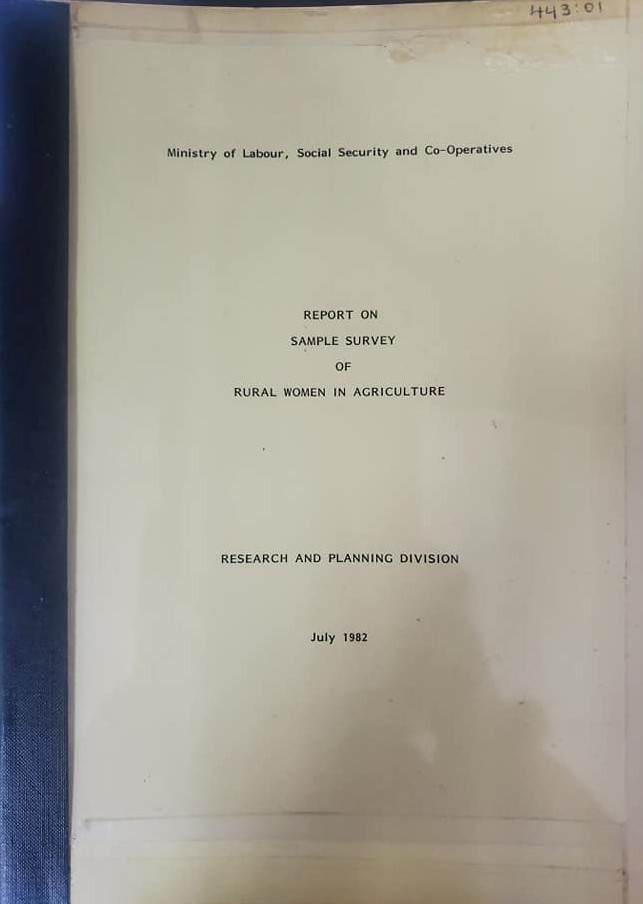 443:01
Ministry of Labour, Social Security and Co-Operatives
REPORT ON
SAMPLE SURVEY
OF
RURAL WOMEN IN AGRICULTURE
RESEARCH AND PLANNING DIVISION
July 1982